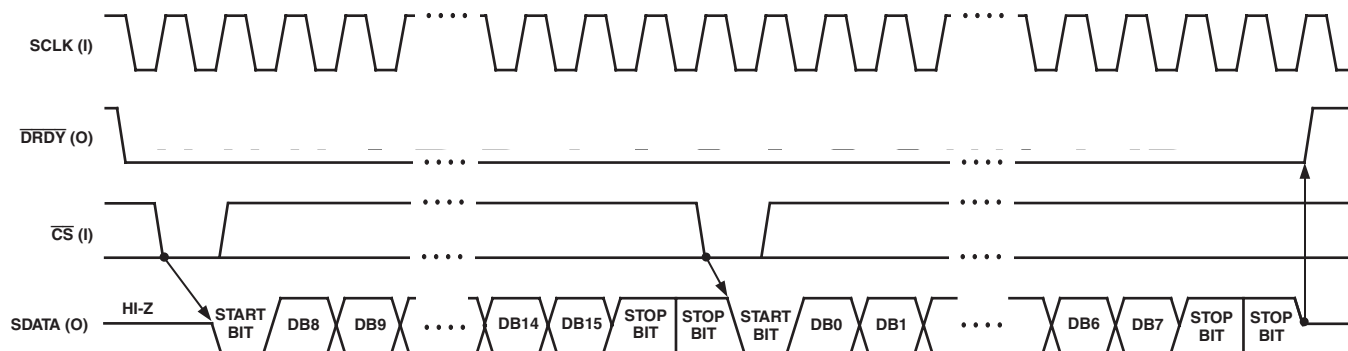 SCLK (I)
DRDY (O)
CS (I)
HI-Z
SDATA (O)
START BIT
DB8
DB9
DB14
DB15
STOP BIT
STOP BIT
START BIT
DB0
DB1
DB6
DB7
STOP BIT
STOP BIT